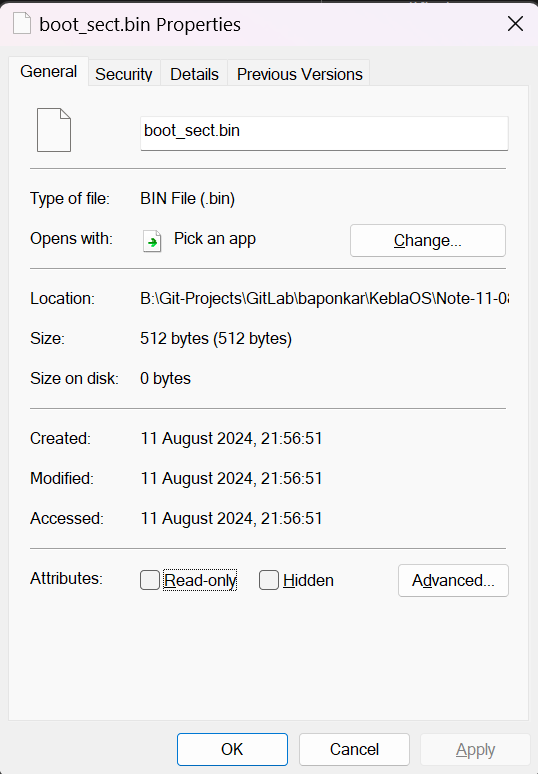 boot_sect.bin Properties
General Security Details Previous Versions
boot_sect.bin
Type of file: BIN File (.bin)
Opens with: Pick an app Change...
Location: B:\Git-Projects\GitLab\baponkar\KeblaOS\Note-11-08
Size: 512 bytes (512 bytes)
Size on disk: 0 bytes
Created: 11 August 2024, 21:56:51
Modified: 11 August 2024, 21:56:51
Accessed: 11 August 2024, 21:56:51
Attributes: Read-only Hidden Advanced...
OK Cancel Apply